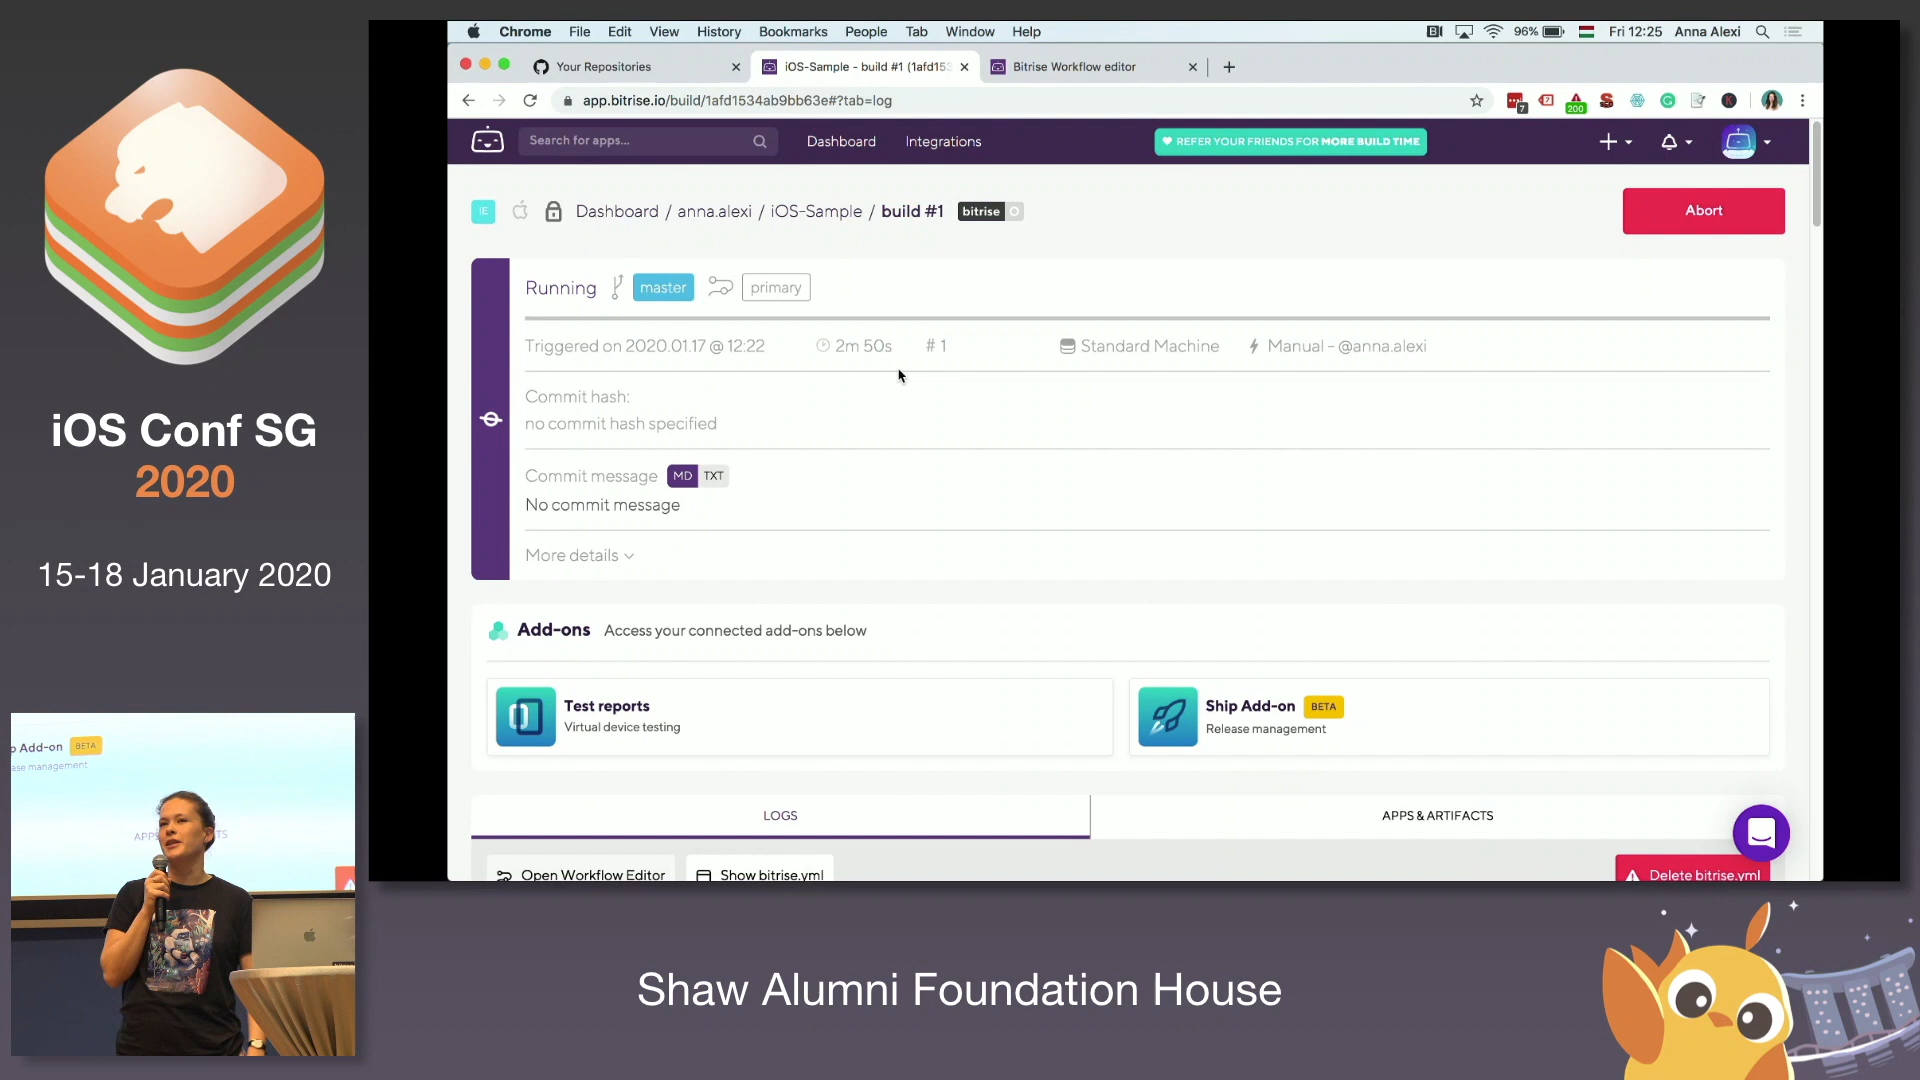 Chrome File Edit View History Bookmarks People Tab Window Help
96% Fri 12:25 Anna Alexi
Your Repositories
iOS-Sample - build #1 (1afd153
Bitrise Workflow editor
app.bitrise.io/build/1afd1534ab9bb63e#?tab=log
7
200
Search for apps...
Dashboard
Integrations
REFER YOUR FRIENDS FOR MORE BUILD TIME
IE
Dashboard / anna.alexi / iOS-Sample / build #1
bitrise
Abort
Running
master
primary
Triggered on 2020.01.17 @ 12:22
2m 50s
# 1
Standard Machine
Manual - @anna.alexi
Commit hash:
no commit hash specified
Commit message
MD TXT
No commit message
More details
Add-ons Access your connected add-ons below
Test reports
Virtual device testing
Ship Add-on BETA
Release management
LOGS
APPS & ARTIFACTS
Open Workflow Editor
Show bitrise.yml
Delete bitrise.yml
iOS Conf SG
2020
15-18 January 2020
Add-on BETA
ase management
Shaw Alumni Foundation House